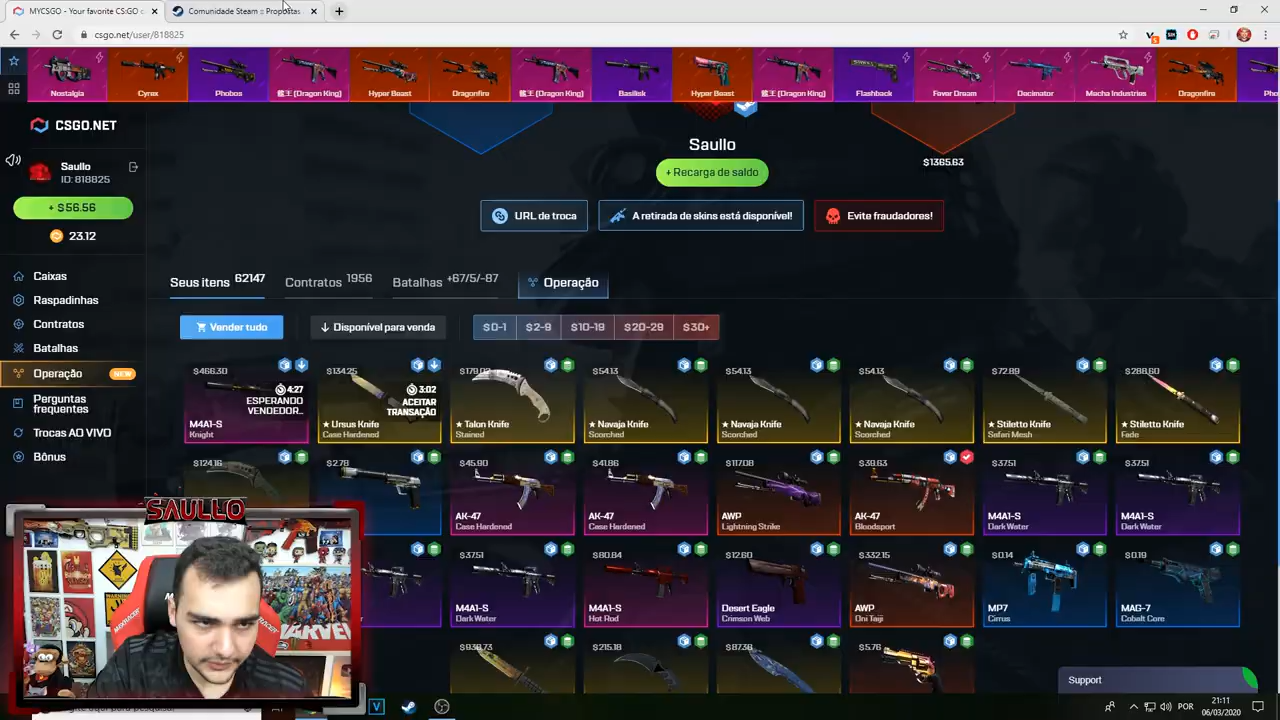 MYCSGO - Your favorite CS:GO c
Comunidade Steam :: Propostas
csgo.net/user/818825
Nostalgia
Cyrex
Phobos
龍王 (Dragon King)
Hyper Beast
Dragonfire
龍王 (Dragon King)
Basilisk
Hyper Beast
龍王 (Dragon King)
Flashback
Fever Dream
Decimator
Mecha Industries
Dragonfire
Pho
CSGO.NET
Saullo
ID: 818825
+ $56.56
23.12
Caixas
Raspadinhas
Contratos
Batalhas
Operação
NEW
Perguntas
frequentes
Trocas AO VIVO
Bônus
Saullo
+ Recarga de saldo
$1365.63
URL de troca
A retirada de skins está disponível!
Evite fraudadores!
Seus itens 62147
Contratos 1956
Batalhas +67/5/-87
Operação
Vender tudo
Disponível para venda
$0-1
$2-9
$10-19
$20-29
$30+
$466.30
4:27
ESPERANDO
VENDEDOR...
M4A1-S
Knight
$134.25
3:02
ACEITAR
TRANSAÇÃO
★ Ursus Knife
Case Hardened
★ Talon Knife
Stained
$54.13
★ Navaja Knife
Scorched
$54.13
★ Navaja Knife
Scorched
$54.13
★ Navaja Knife
Scorched
$72.89
★ Stiletto Knife
Safari Mesh
$288.60
★ Stiletto Knife
Fade
$124.16
$2.78
$45.90
AK-47
Case Hardened
$41.86
AK-47
Case Hardened
$117.08
AWP
Lightning Strike
$39.63
AK-47
Bloodsport
$37.51
M4A1-S
Dark Water
$37.51
M4A1-S
Dark Water
$37.51
M4A1-S
Dark Water
$80.84
M4A1-S
Hot Rod
$12.60
Desert Eagle
Crimson Web
$332.15
AWP
Oni Taiji
$0.14
MP7
Cirrus
$0.19
MAG-7
Cobalt Core
$215.18
$87.36
$5.76
SAULLO
MARVEL
Support
POR
21:11
06/03/2020